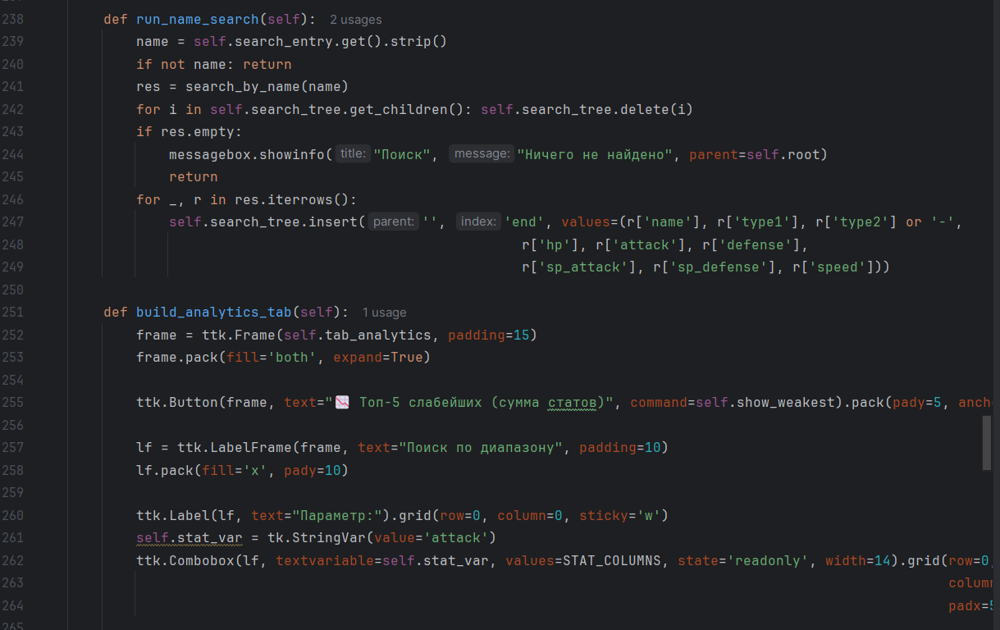 238 def run_name_search(self): 2 usages
239 name = self.search_entry.get().strip()
240 if not name: return
241 res = search_by_name(name)
242 for i in self.search_tree.get_children(): self.search_tree.delete(i)
243 if res.empty:
244 messagebox.showinfo( title: "Поиск", message: "Ничего не найдено", parent=self.root)
245 return
246 for _, r in res.iterrows():
247 self.search_tree.insert( parent: '', index: 'end', values=(r['name'], r['type1'], r['type2'] or '-',
248 r['hp'], r['attack'], r['defense'],
249 r['sp_attack'], r['sp_defense'], r['speed']))
250
251 def build_analytics_tab(self): 1 usage
252 frame = ttk.Frame(self.tab_analytics, padding=15)
253 frame.pack(fill='both', expand=True)
254
255 ttk.Button(frame, text="📉 Топ-5 слабейших (сумма статов)", command=self.show_weakest).pack(pady=5, anch
256
257 lf = ttk.LabelFrame(frame, text="Поиск по диапазону", padding=10)
258 lf.pack(fill='x', pady=10)
259
260 ttk.Label(lf, text="Параметр:").grid(row=0, column=0, sticky='w')
261 self.stat_var = tk.StringVar(value='attack')
262 ttk.Combobox(lf, textvariable=self.stat_var, values=STAT_COLUMNS, state='readonly', width=14).grid(row=0,
263 colum
264 padx=5
265